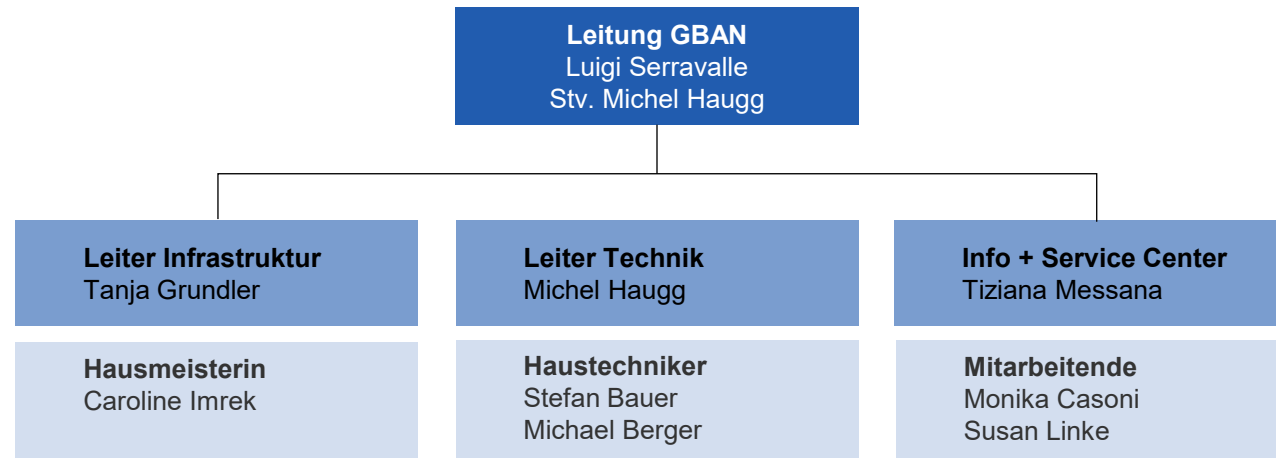 Leitung GBAN
Luigi Serravalle
Stv. Michel Haugg
Leiter Infrastruktur
Tanja Grundler
Hausmeisterin
Caroline Imrek
Leiter Technik
Michel Haugg
Haustechniker
Stefan Bauer
Michael Berger
Info + Service Center
Tiziana Messana
Mitarbeitende
Monika Casoni
Susan Linke